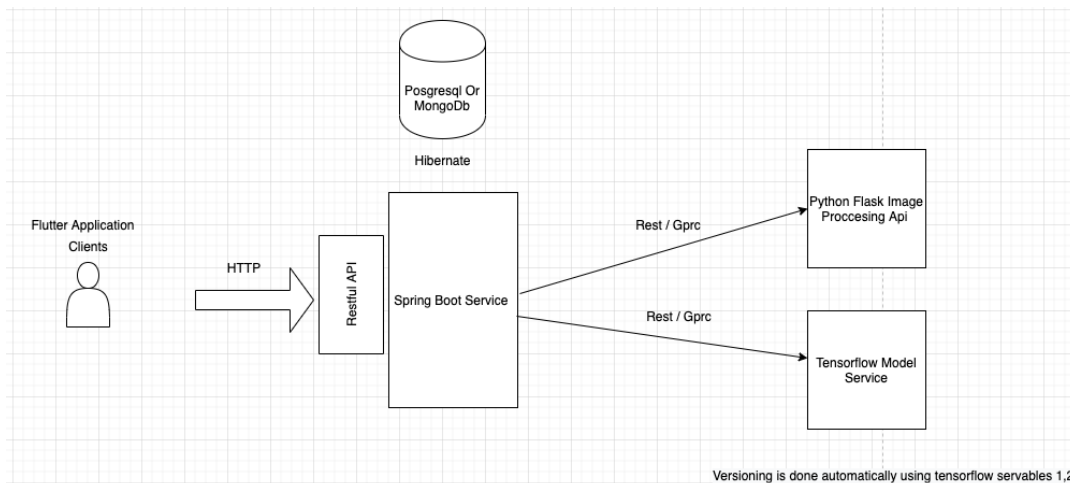 Posgresql Or
MongoDb
Hibernate
Flutter Application
Clients
HTTP
Restful API
Spring Boot Service
Rest / Gprc
Rest / Gprc
Python Flask Image
Proccesing Api
Tensorflow Model
Service
Versioning is done automatically using tensorflow servables 1,2